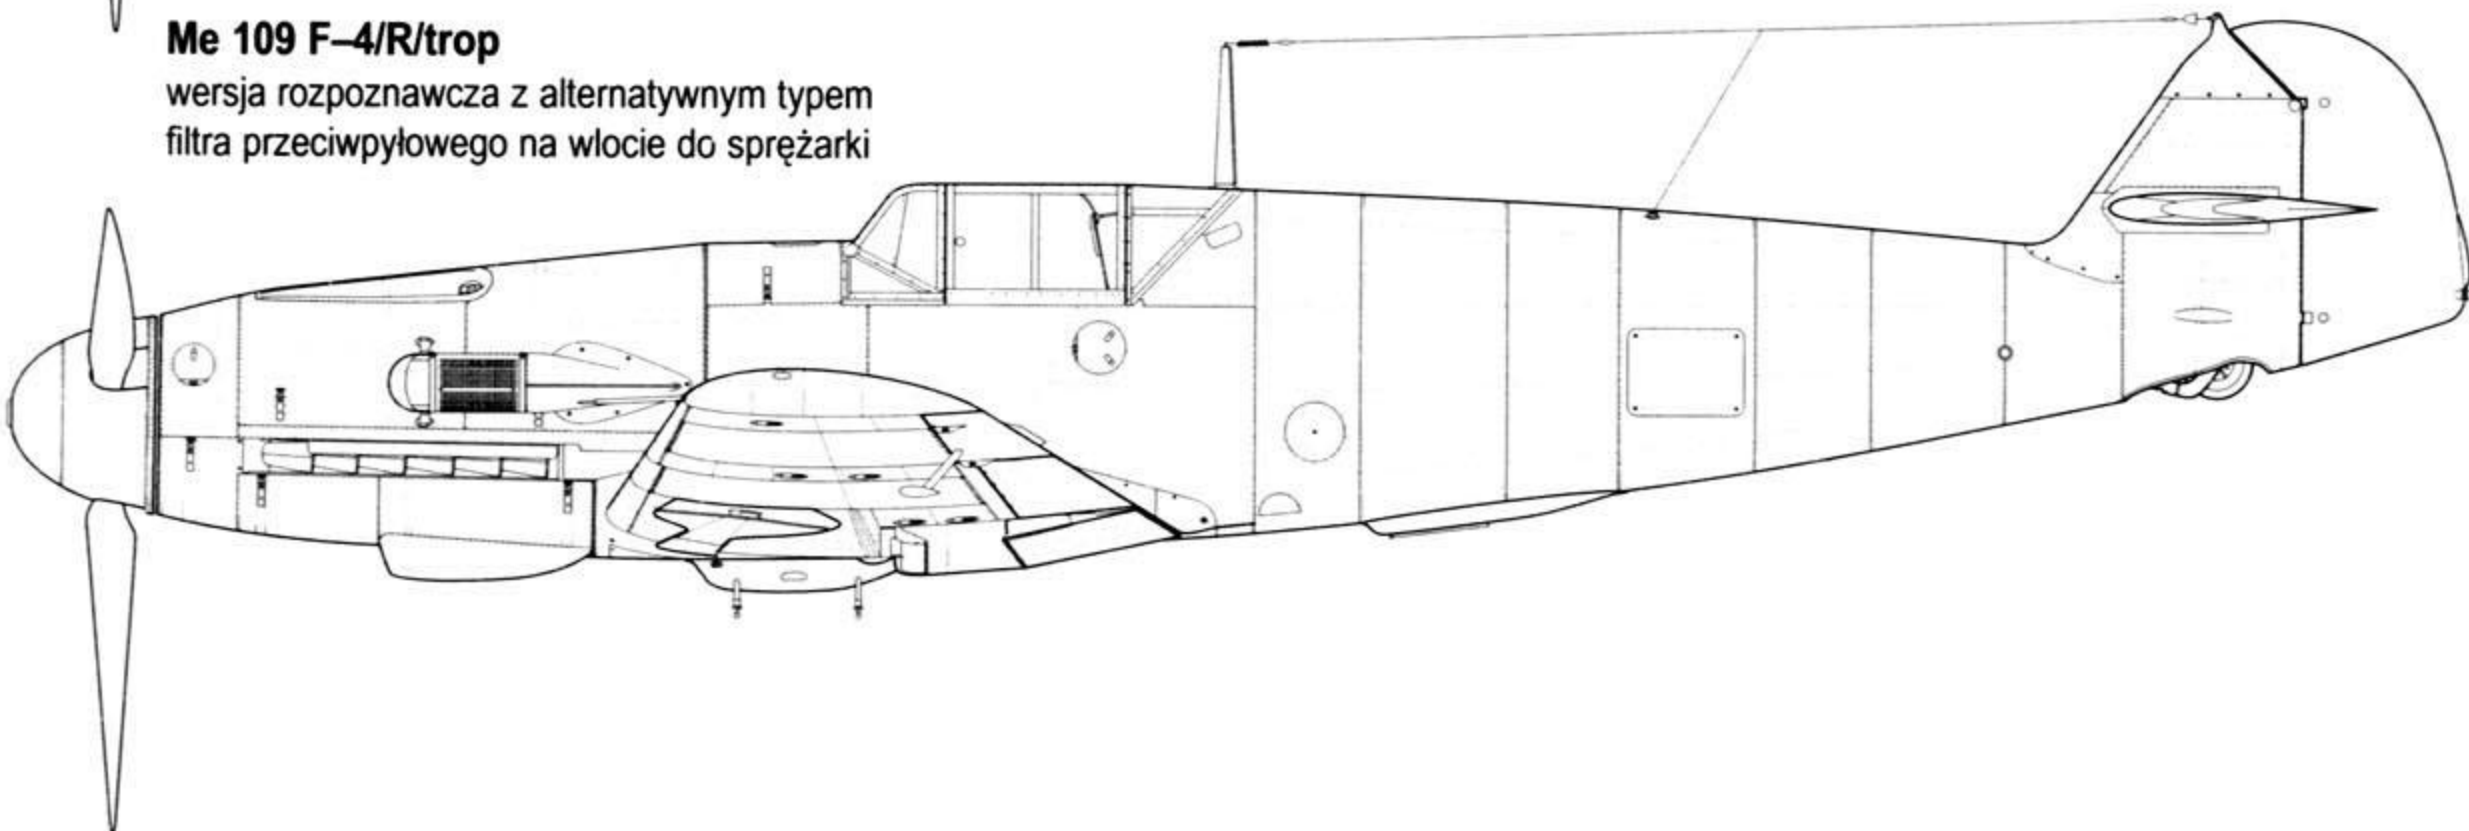 Me 109 F–4/R/trop
wersja rozpoznawcza z alternatywnym typem
filtra przeciwpyłowego na wlocie do sprężarki